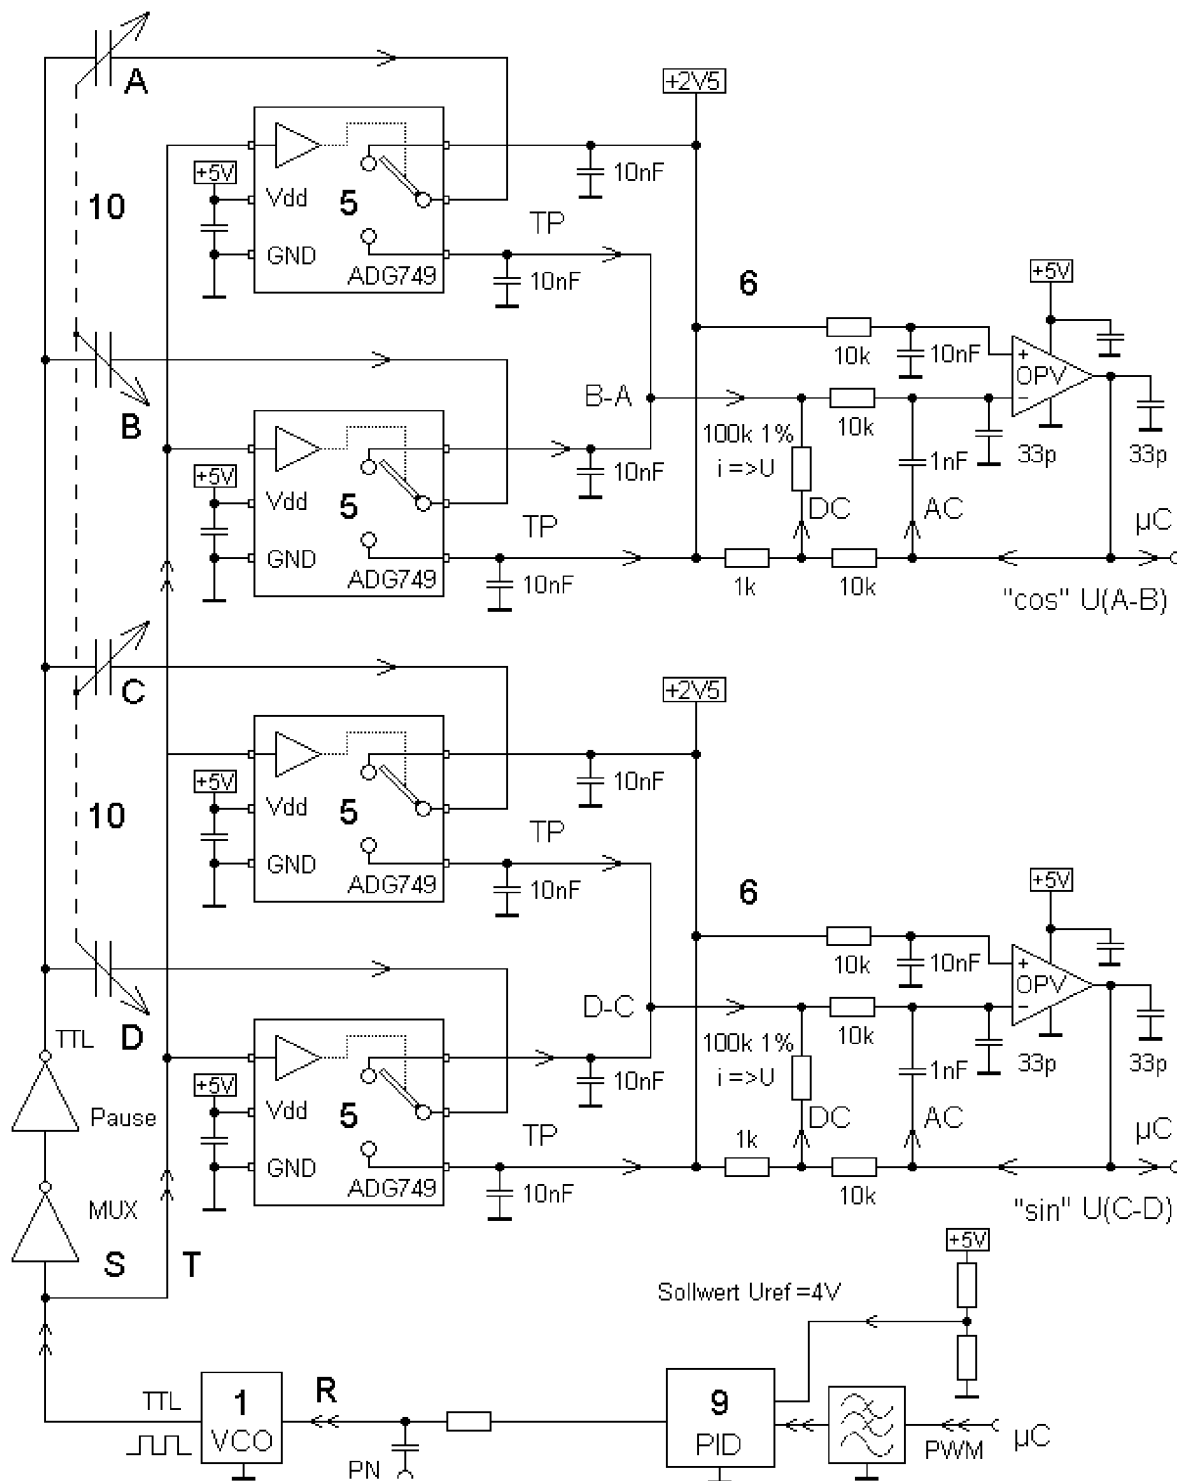 A
+2V5
+5V
10nF
10
Vdd
5
TP
GND
ADG749
10nF
6
+5V
10k
10nF
+
OPV
−
B-A
10k
B
100k 1%
33p
33p
10nF
i =>U
1nF
+5V
Vdd
5
DC
AC
TP
µC
GND
ADG749
10nF
1k
10k
"cos" U(A-B)
C
+2V5
+5V
10nF
10
Vdd
5
TP
GND
ADG749
10nF
6
+5V
10k
10nF
+
OPV
−
D-C
10k
TTL
D
100k 1%
33p
33p
10nF
i =>U
1nF
+5V
Pause
Vdd
5
DC
AC
TP
1k
µC
GND
ADG749
10nF
10k
MUX
"sin" U(C-D)
S
T
+5V
Sollwert Uref =4V
TTL
1
VCO
R
PN
9
PID
PWM
µC